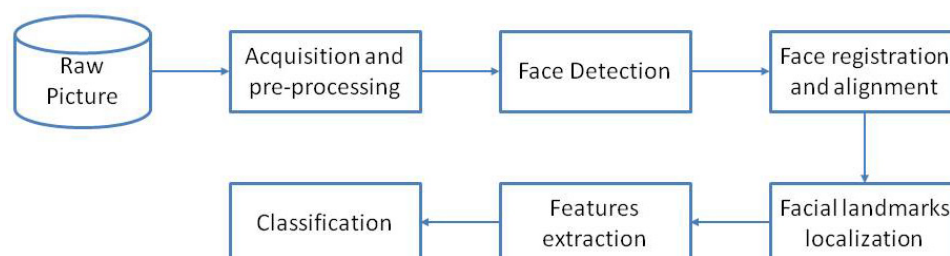 Raw
Picture
Acquisition and
pre-processing
Face Detection
Face registration
and alignment
Facial landmarks
localization
Features
extraction
Classification